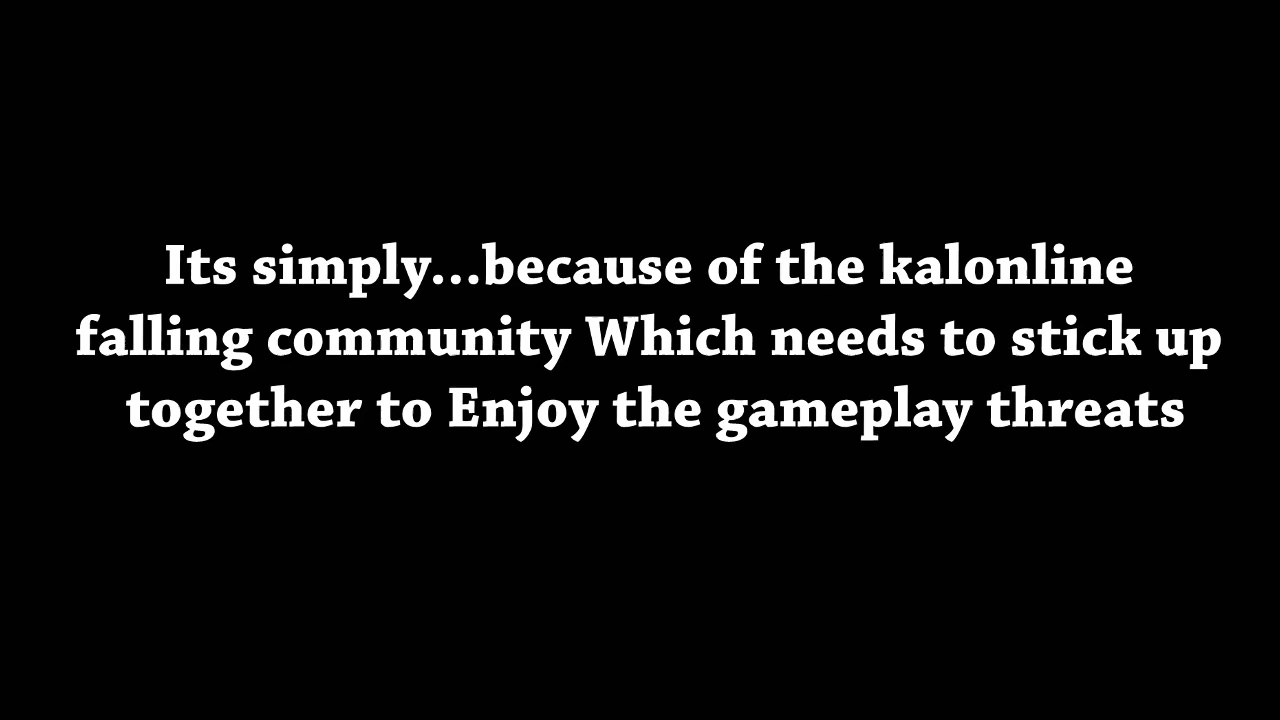 Its simply...because of the kalonline
falling community Which needs to stick up
together to Enjoy the gameplay threats